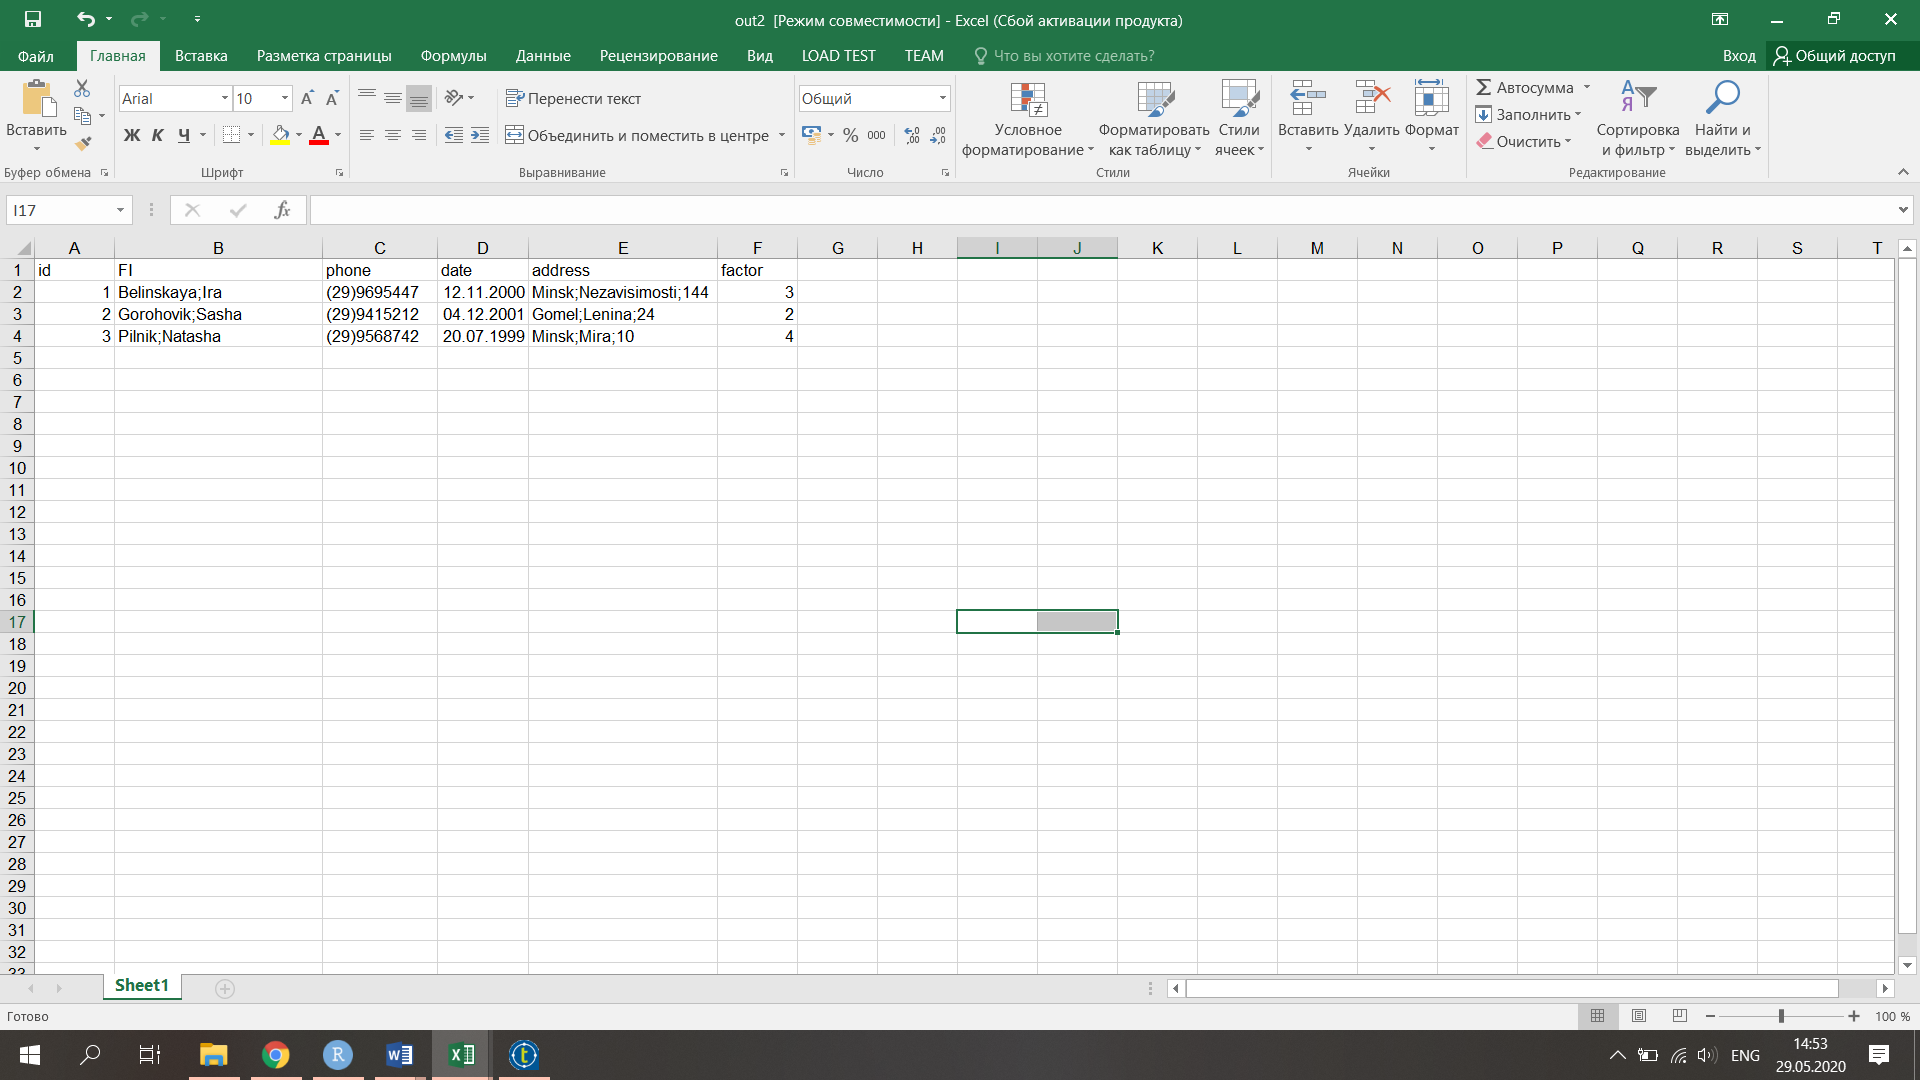 out2 [Режим совместимости] - Excel (Сбой активации продукта)
Файл Главная Вставка Разметка страницы Формулы Данные Рецензирование Вид LOAD TEST TEAM Что вы хотите сделать? Вход Общий доступ
Вставить
Буфер обмена
Arial 10
Ж К Ч
Шрифт
Перенести текст
Объединить и поместить в центре
Выравнивание
Общий
% 000
Число
Условное форматирование
Форматировать как таблицу
Стили ячеек
Стили
Вставить Удалить Формат
Ячейки
Автосумма
Заполнить
Очистить
Сортировка и фильтр
Найти и выделить
Редактирование
I17 fx
A B C D E F G H I J K L M N O P Q R S T
1 id FI phone date address factor
2 1 Belinskaya;Ira (29)9695447 12.11.2000 Minsk;Nezavisimosti;144 3
3 2 Gorohovik;Sasha (29)9415212 04.12.2001 Gomel;Lenina;24 2
4 3 Pilnik;Natasha (29)9568742 20.07.1999 Minsk;Mira;10 4
5
6
7
8
9
10
11
12
13
14
15
16
17
18
19
20
21
22
23
24
25
26
27
28
29
30
31
32
33
Sheet1
Готово 100 %
ENG 14:53
29.05.2020